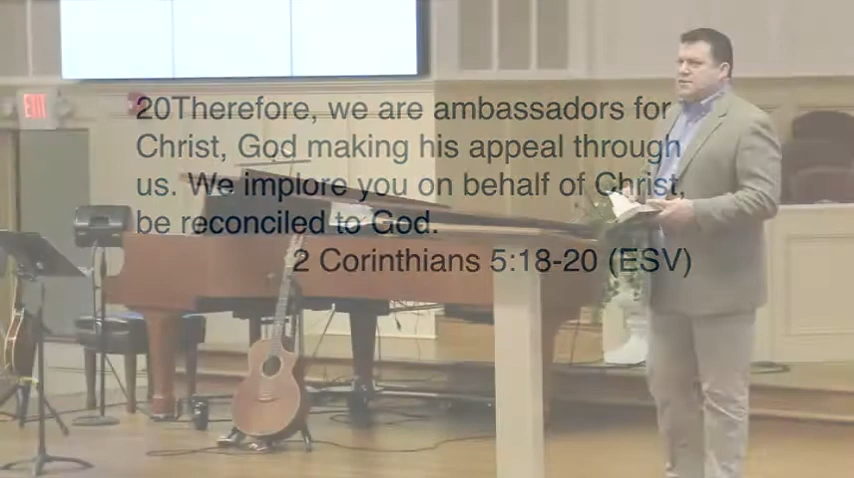 EXIT
20Therefore, we are ambassadors for
Christ, God making his appeal through
us. We implore you on behalf of Christ,
be reconciled to God.
2 Corinthians 5:18-20 (ESV)